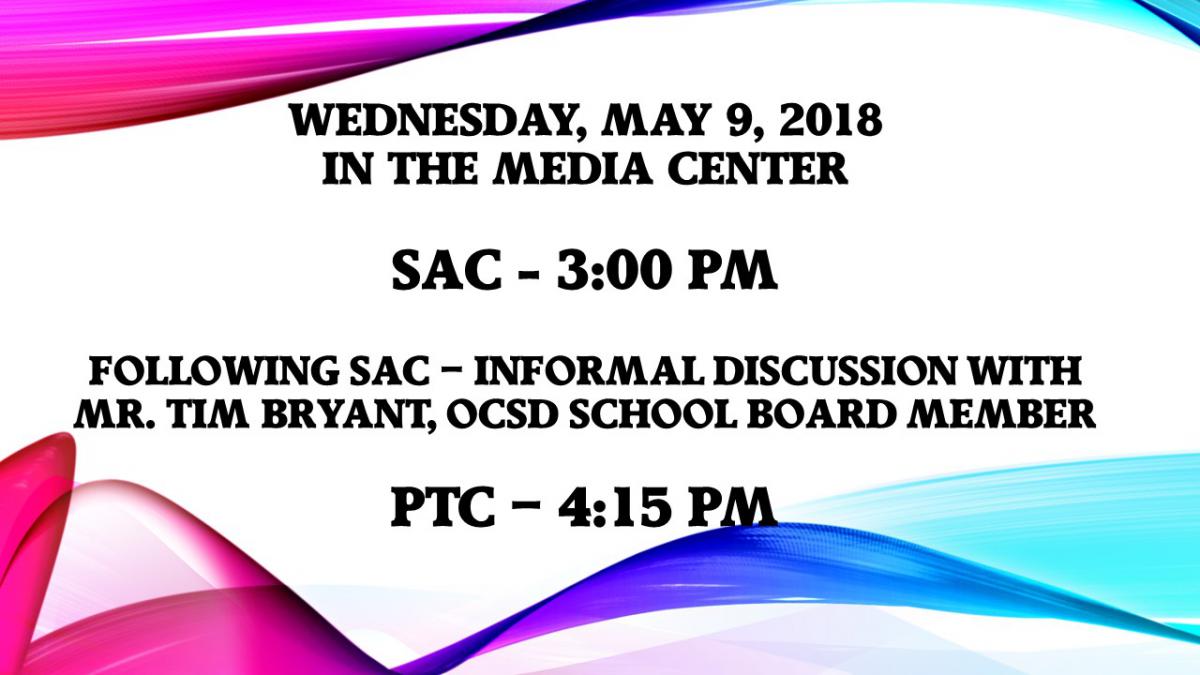 WEDNESDAY, MAY 9, 2018
IN THE MEDIA CENTER
SAC - 3:00 PM
FOLLOWING SAC – INFORMAL DISCUSSION WITH
MR. TIM BRYANT, OCSD SCHOOL BOARD MEMBER
PTC – 4:15 PM